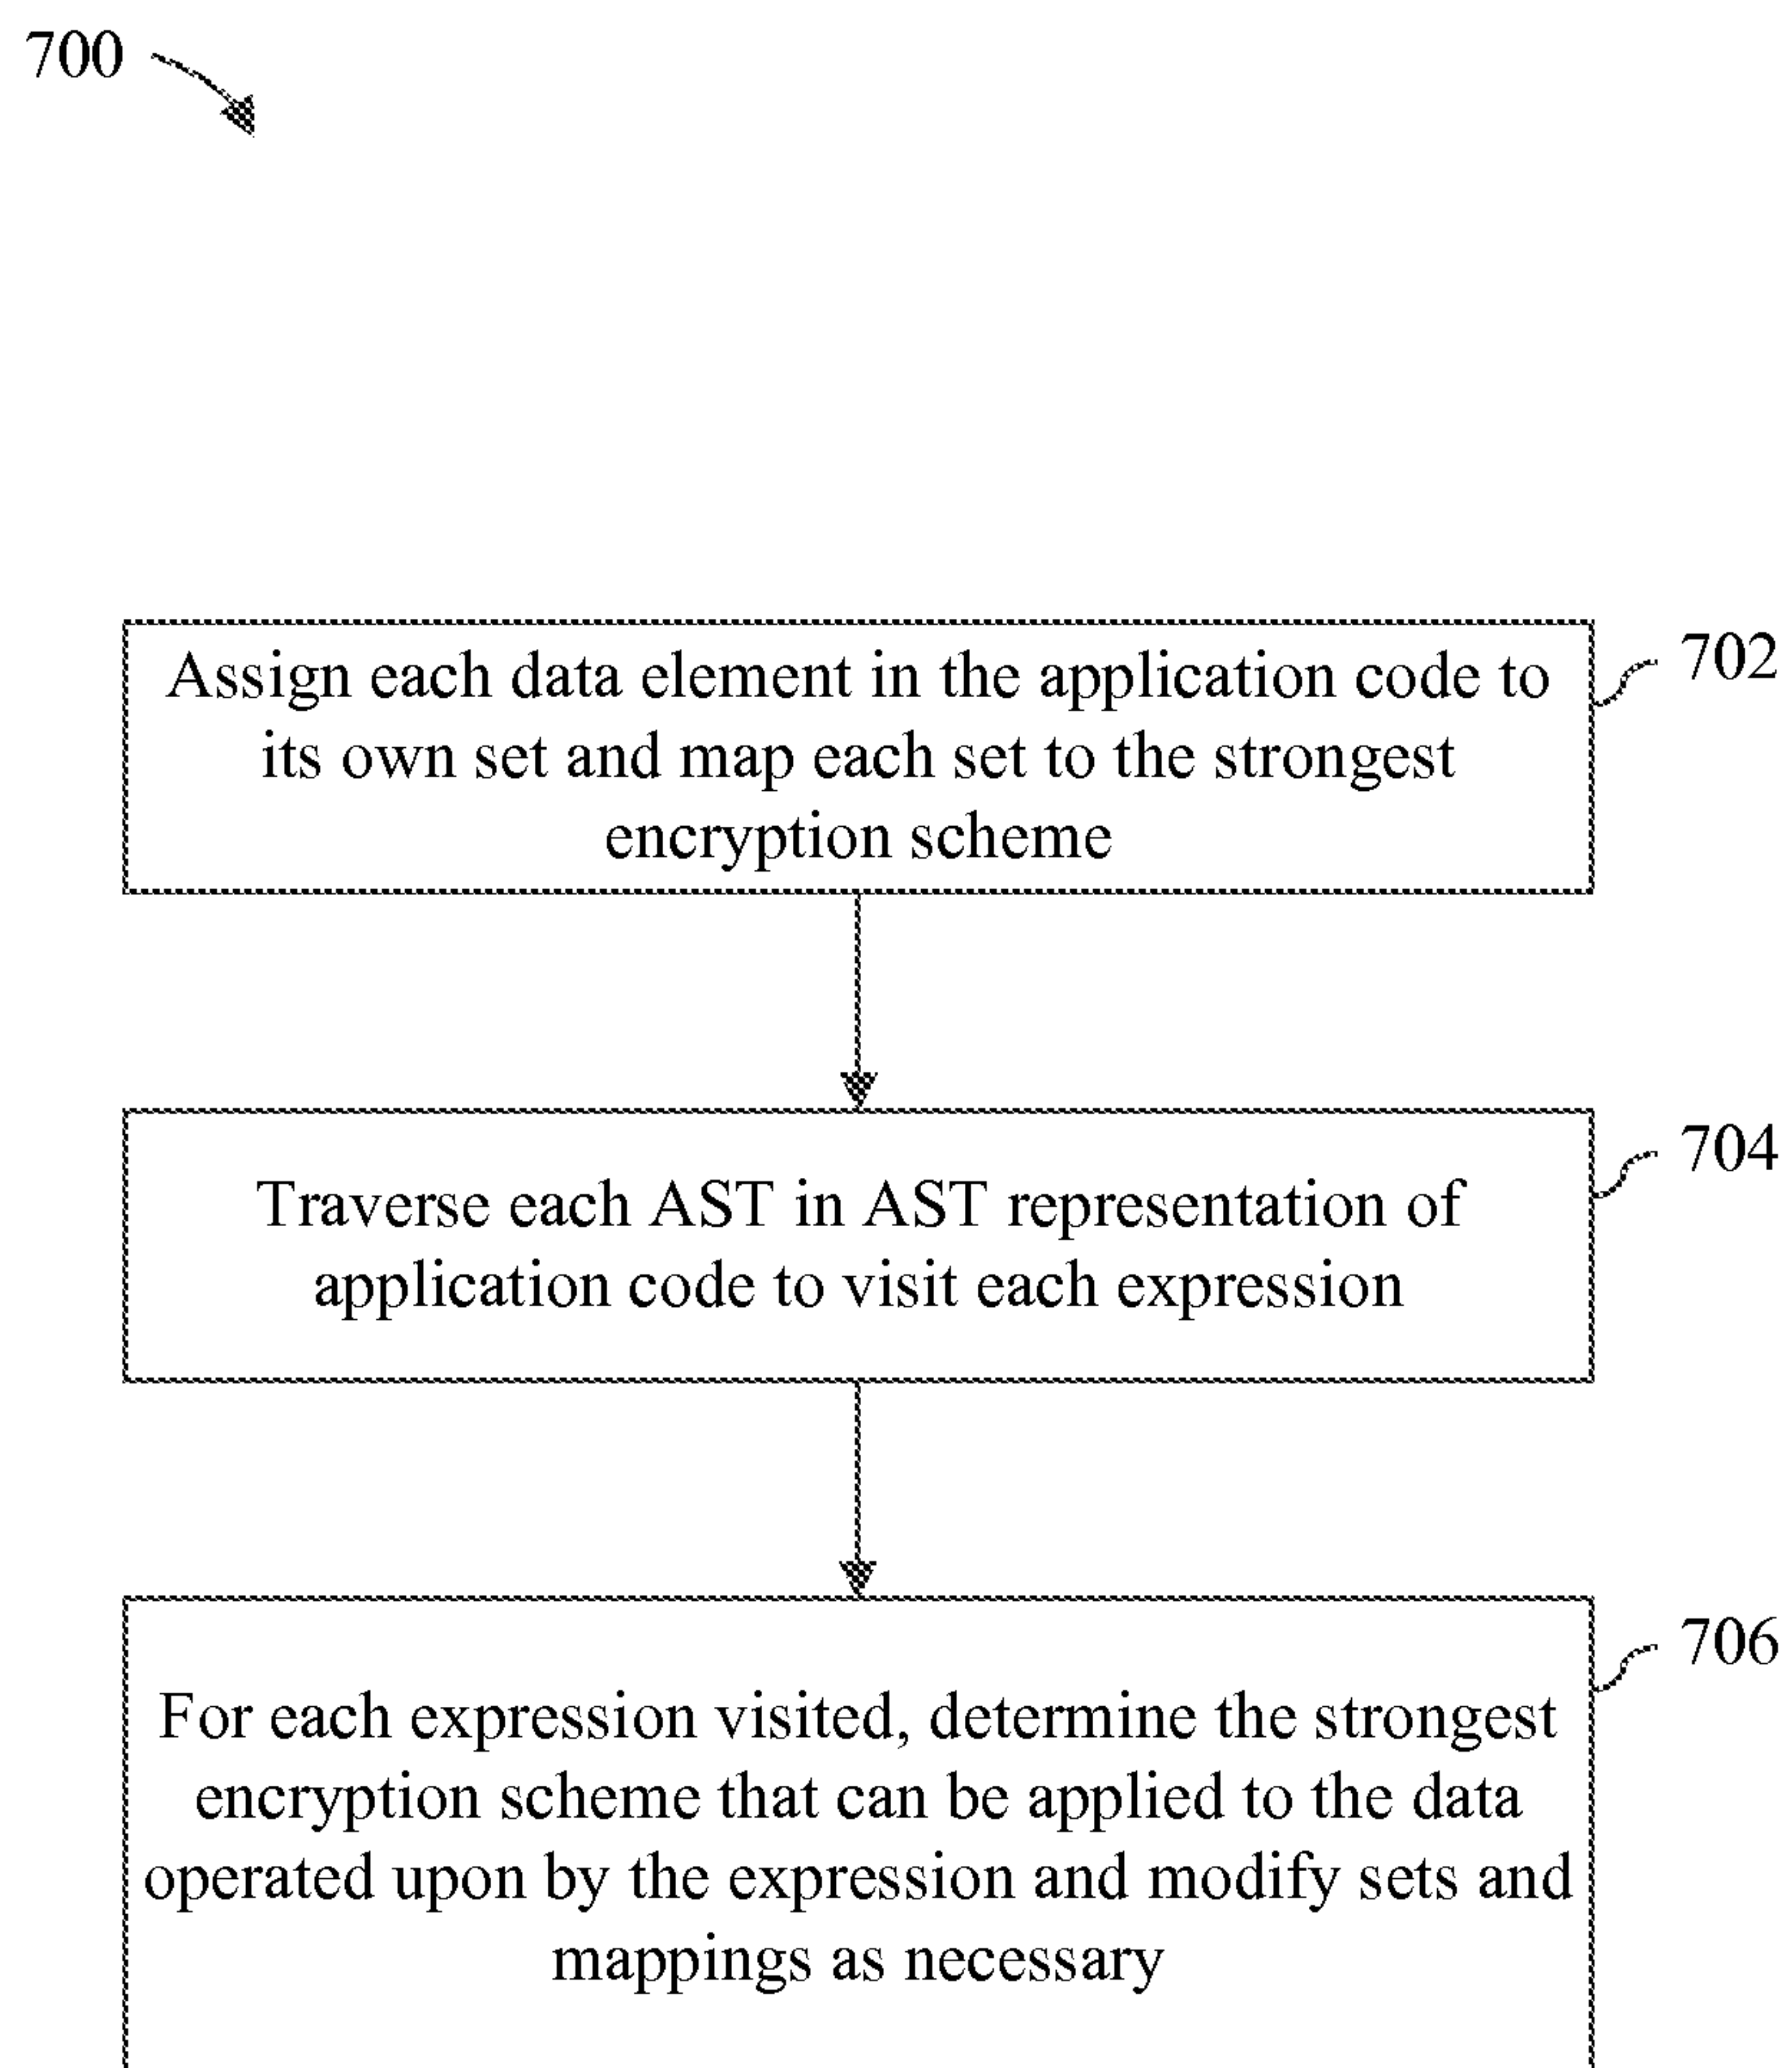 700
Assign each data element in the application code to
its own set and map each set to the strongest
encryption scheme
702
Traverse each AST in AST representation of
application code to visit each expression
704
For each expression visited, determine the strongest
encryption scheme that can be applied to the data
operated upon by the expression and modify sets and
mappings as necessary
706